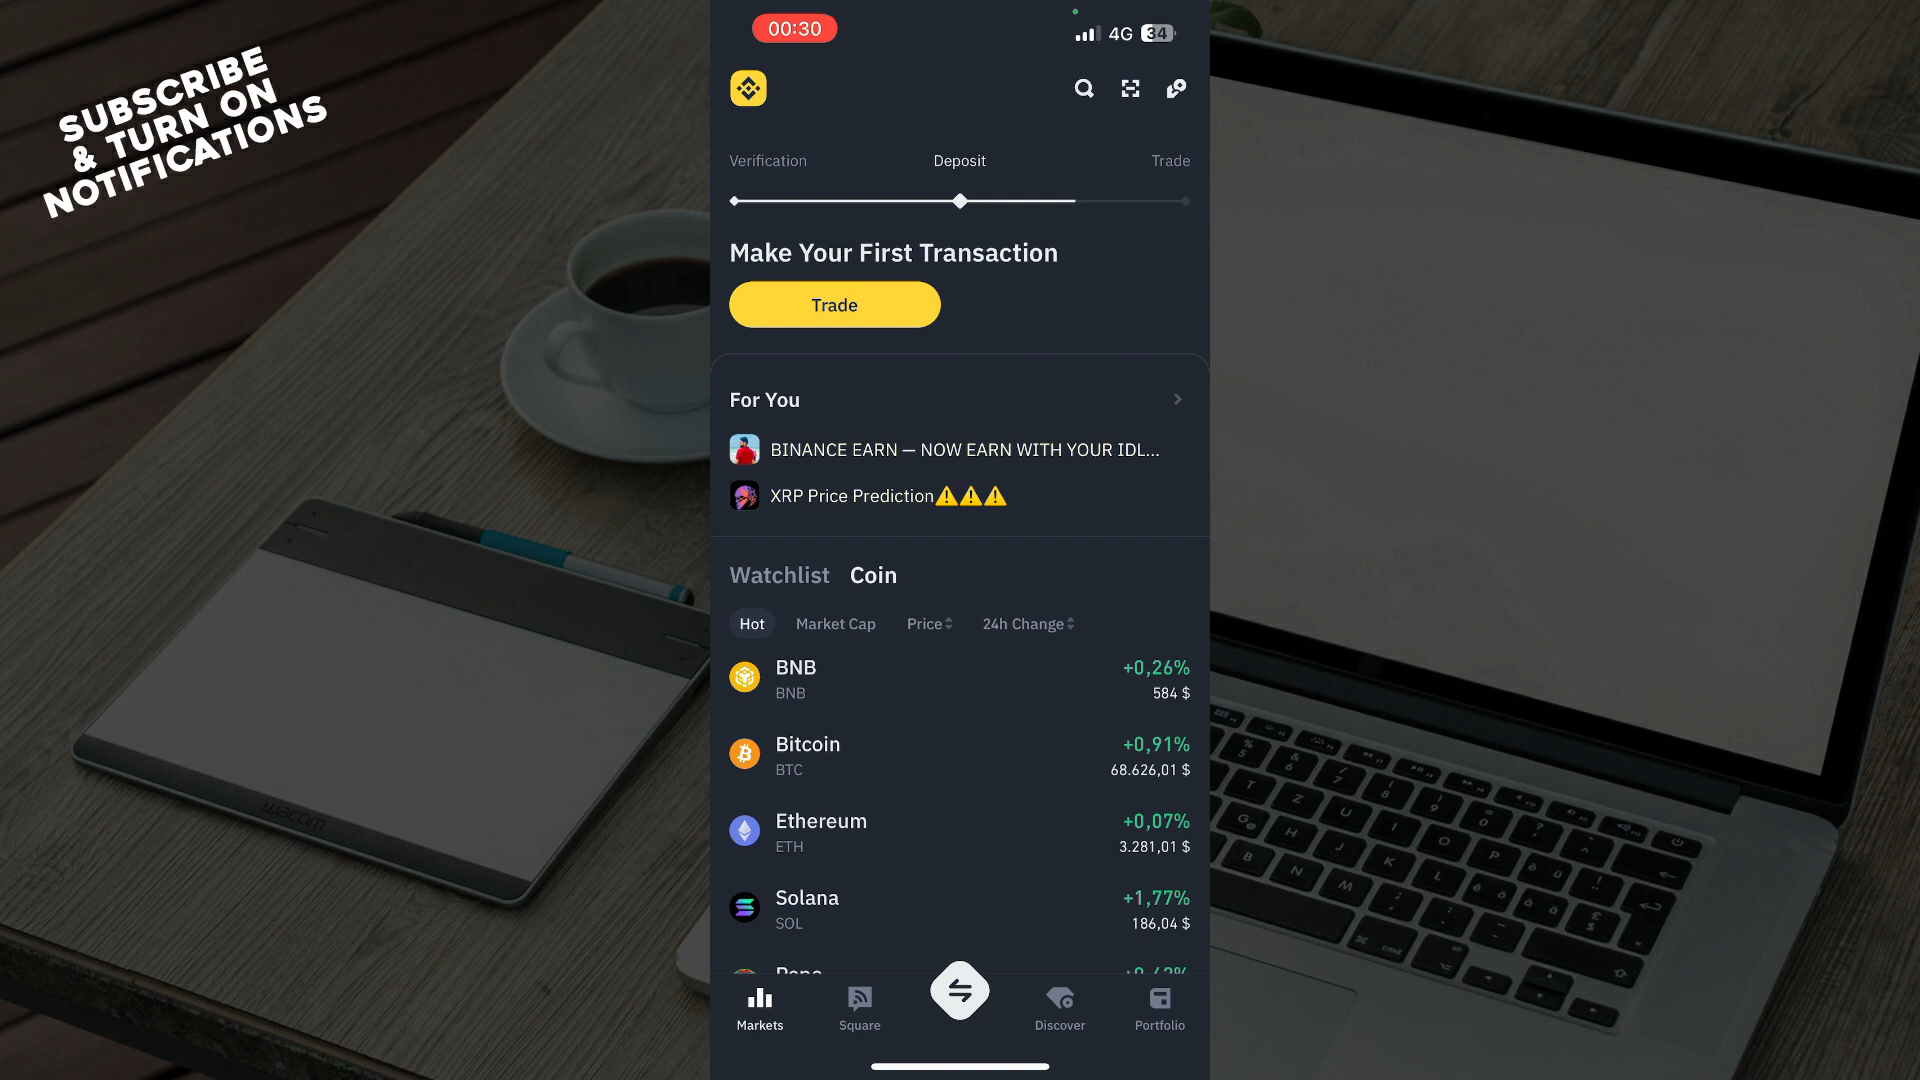 SUBSCRIBE
& TURN ON
NOTIFICATIONS
00:30
4G 34
Verification Deposit Trade
Make Your First Transaction
Trade
For You
BINANCE EARN — NOW EARN WITH YOUR IDL...
XRP Price Prediction⚠️⚠️⚠️
Watchlist Coin
Hot Market Cap Price 24h Change
BNB +0,26%
BNB 584 $
Bitcoin +0,91%
BTC 68.626,01 $
Ethereum +0,07%
ETH 3.281,01 $
Solana +1,77%
SOL 186,04 $
Markets Square Discover Portfolio
wacom